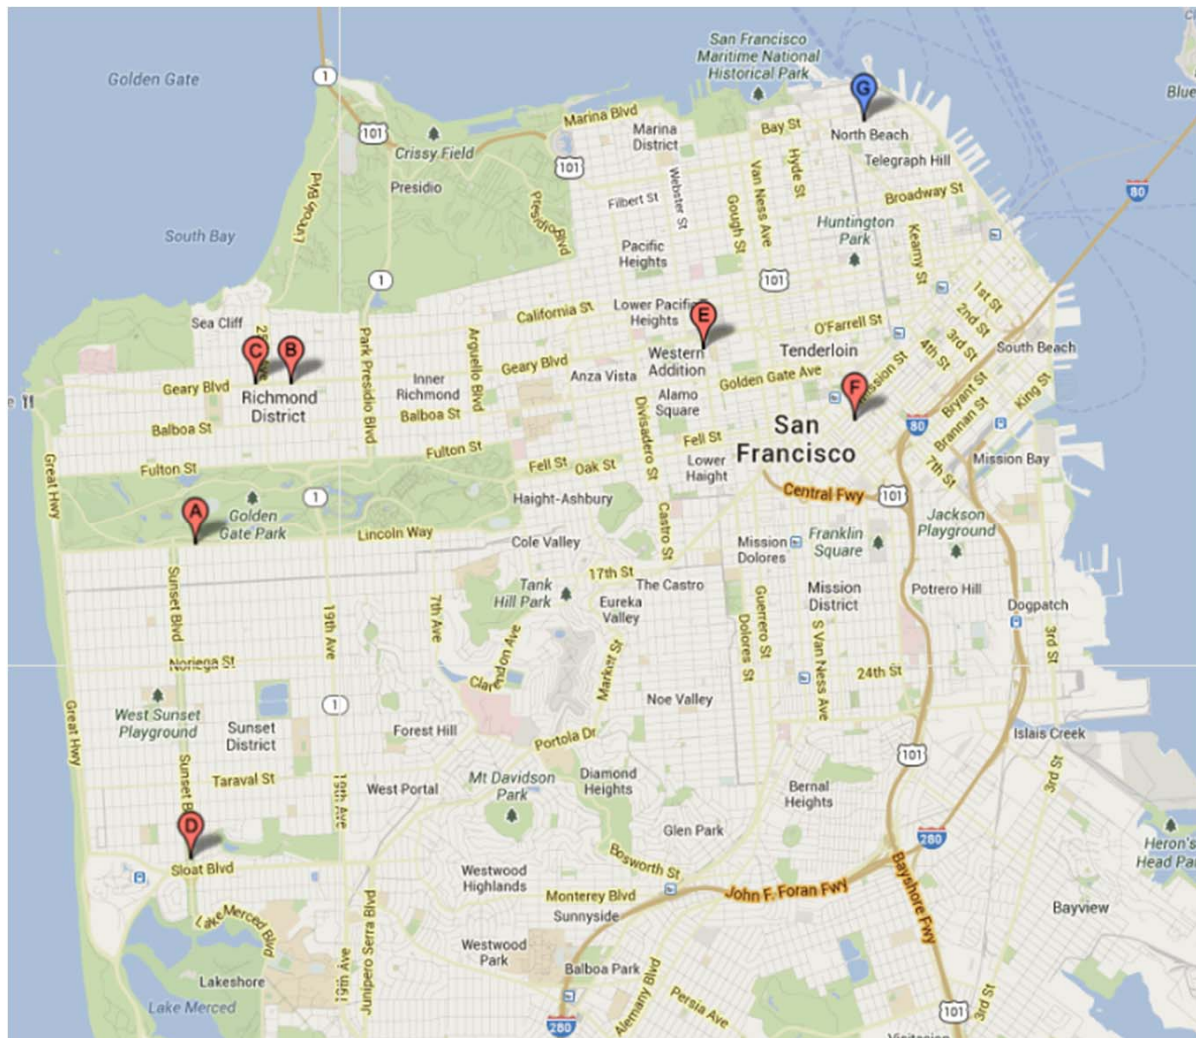 San Francisco
Maritime National
Historical Park
Golden Gate
1
G
Blue
101
Marina Blvd
Marina
District
Bay St
North Beach
Crissy Field
101
Hyde St
Telegraph Hill
Presidio
Lincoln Blvd
Presidio Blvd
Webster St
Van Ness Ave
Broadway St
80
Filbert St
Gough St
Huntington
Park
South Bay
Pacific
Heights
Kearny St
1
101
1st St
Sea Cliff
California St
Lower Pacific
Heights
E
2nd St
O'Farrell St
3rd St
C
B
Park Presidio Blvd
Arguello Blvd
Geary Blvd
Western
Addition
Tenderloin
4th St
South Beach
Geary Blvd
Richmond
District
Inner
Richmond
Anza Vista
Golden Gate Ave
F
Bryant St
King St
Balboa St
Alamo
Square
Brannan St
Balboa St
Divisadero St
San
Francisco
80
Fulton St
Fell St
Fulton St
Fell St
Oak St
Lower
Haight
7th St
Mission Bay
Great Hwy
1
Haight-Ashbury
Central Fwy
101
A
Golden
Gate Park
Castro St
Jackson
Playground
Lincoln Way
Cole Valley
Mission
Dolores
Franklin
Square
17th St
Tank
Hill Park
The Castro
Mission
District
Potrero Hill
Sunset Blvd
19th Ave
7th Ave
Eureka
Valley
Guerrero St
Dolores St
S Van Ness Ave
Dogpatch
3rd St
Clarendon Ave
Market St
Noriega St
24th St
West Sunset
Playground
1
Noe Valley
Great Hwy
Sunset
District
Forest Hill
Portola Dr
Islais Creek
101
Taraval St
West Portal
Mt Davidson
Park
Diamond
Heights
Bernal
Heights
3rd St
Sunset B
19th Ave
D
Glen Park
280
Heron's
Head Pa
Sloat Blvd
Westwood
Highlands
Bosworth St
John F. Foran Fwy
Bayshore Fwy
Monterey Blvd
Lake Merced Blvd
Junipero Serra Blvd
Sunnyside
Bayview
Westwood
Park
Balboa Park
19th Ave
Lakeshore
Alemany Blvd
Persia Ave
Lake Merced
280
101
3rd St